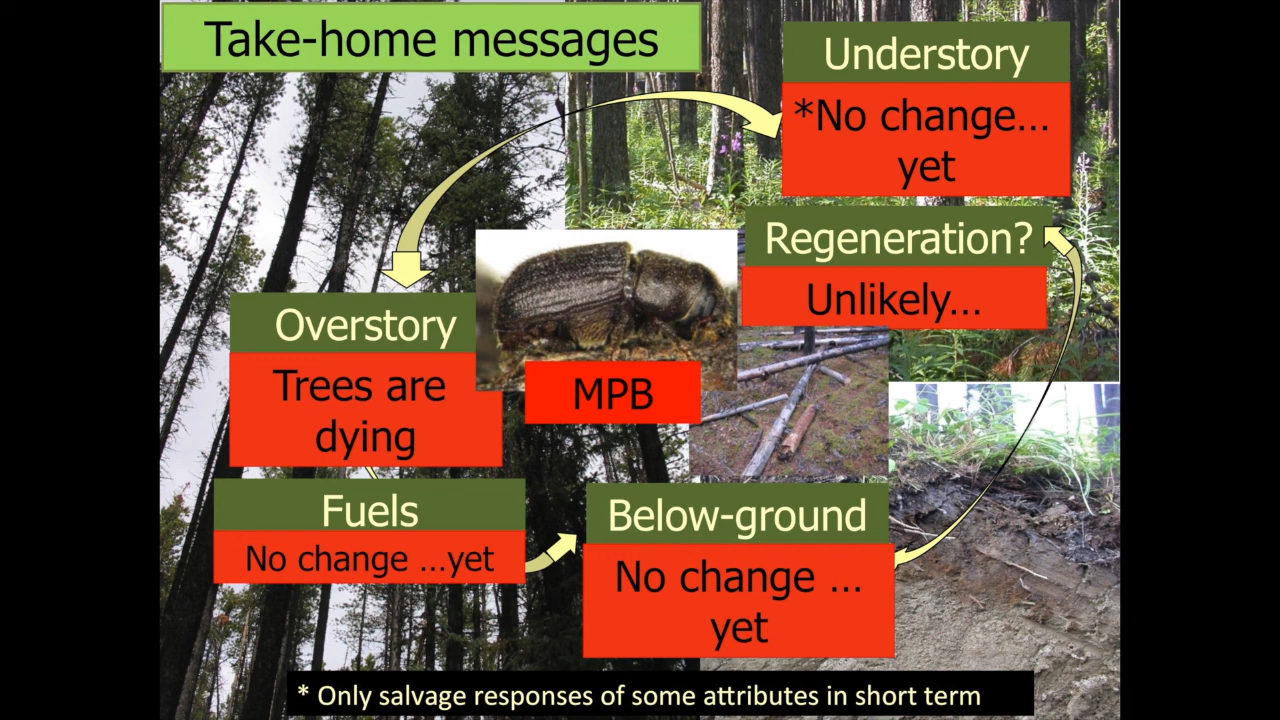 Take-home messages
Understory
*No change…
yet
Regeneration?
Unlikely…
Overstory
Trees are
dying
MPB
Fuels
No change …yet
Below-ground
No change …
yet
* Only salvage responses of some attributes in short term